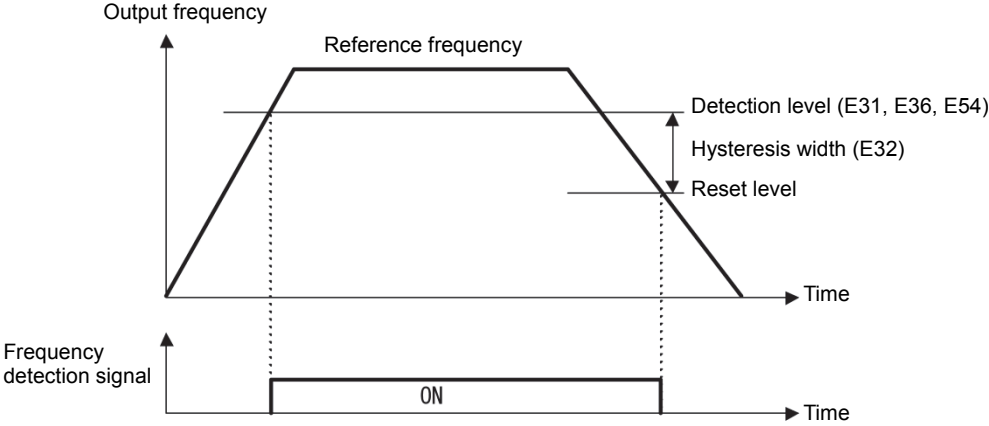 Output frequency
Reference frequency
Detection level (E31, E36, E54)
Hysteresis width (E32)
Reset level
Time
Frequency
detection signal
ON
Time